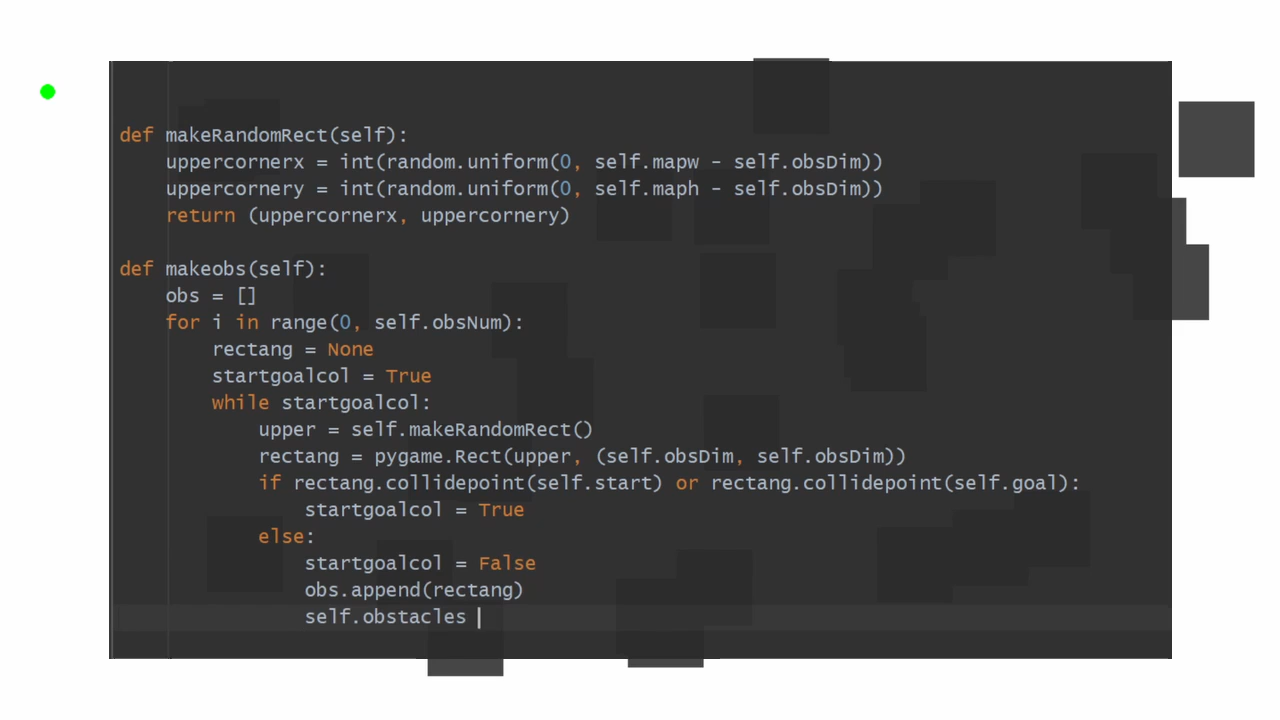 def makeRandomRect(self):
    uppercornerx = int(random.uniform(0, self.mapw - self.obsDim))
    uppercornery = int(random.uniform(0, self.maph - self.obsDim))
    return (uppercornerx, uppercornery)
def makeobs(self):
    obs = []
    for i in range(0, self.obsNum):
        rectang = None
        startgoalcol = True
        while startgoalcol:
            upper = self.makeRandomRect()
            rectang = pygame.Rect(upper, (self.obsDim, self.obsDim))
            if rectang.collidepoint(self.start) or rectang.collidepoint(self.goal):
                startgoalcol = True
            else:
                startgoalcol = False
                obs.append(rectang)
                self.obstacles